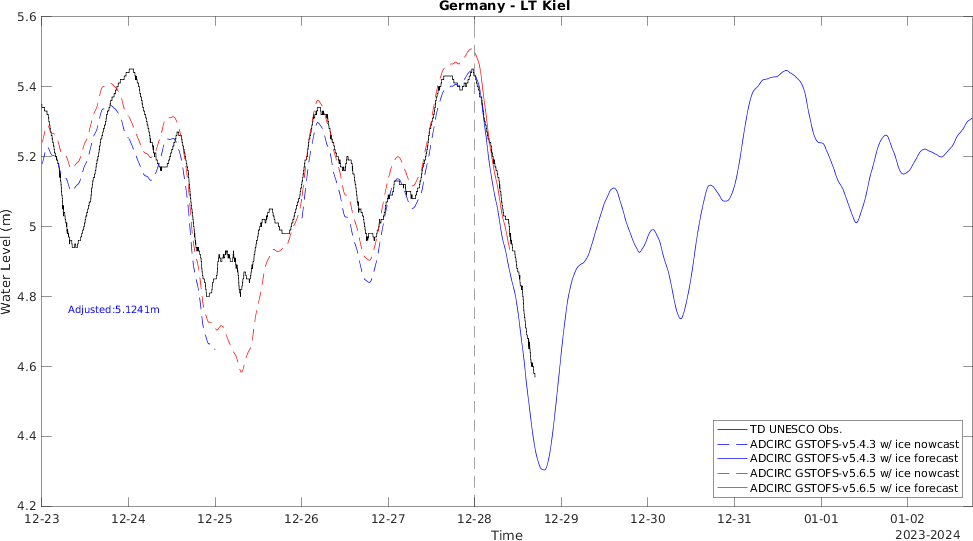 Germany - LT Kiel
5.6
5.4
5.2
5
4.8
4.6
4.4
4.2
Water Level (m)
Adjusted:5.1241m
TD UNESCO Obs.
ADCIRC GSTOFS-v5.4.3 w/ ice nowcast
ADCIRC GSTOFS-v5.4.3 w/ ice forecast
ADCIRC GSTOFS-v5.6.5 w/ ice nowcast
ADCIRC GSTOFS-v5.6.5 w/ ice forecast
12-23 12-24 12-25 12-26 12-27 12-28 12-29 12-30 12-31 01-01 01-02
Time
2023-2024